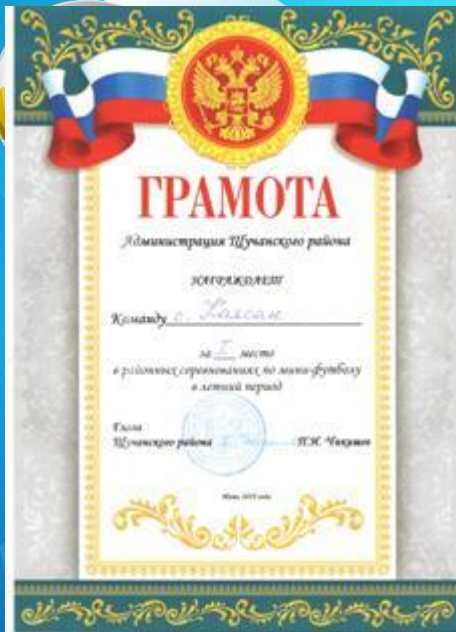 ГРАМОТА
Администрация Щучанского района
НАГРАЖДАЕТ
Команду с. Каясан
за I место
в районных соревнованиях по мини-футболу
в летний период
Глава
Щучанского района П.Н. Чикишев